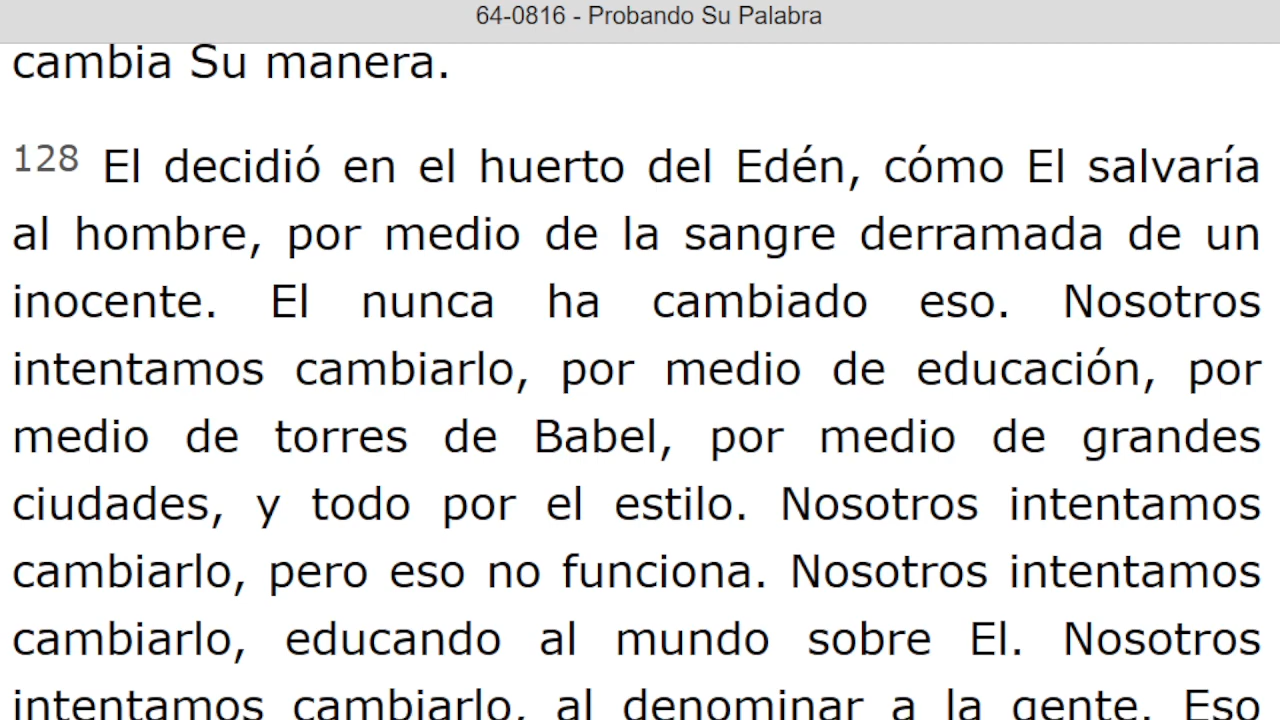 64-0816 - Probando Su Palabra
cambia Su manera.
128 El decidió en el huerto del Edén, cómo El salvaría
al hombre, por medio de la sangre derramada de un
inocente. El nunca ha cambiado eso. Nosotros
intentamos cambiarlo, por medio de educación, por
medio de torres de Babel, por medio de grandes
ciudades, y todo por el estilo. Nosotros intentamos
cambiarlo, pero eso no funciona. Nosotros intentamos
cambiarlo, educando al mundo sobre El. Nosotros
intentamos cambiarlo, al denominar a la gente. Eso